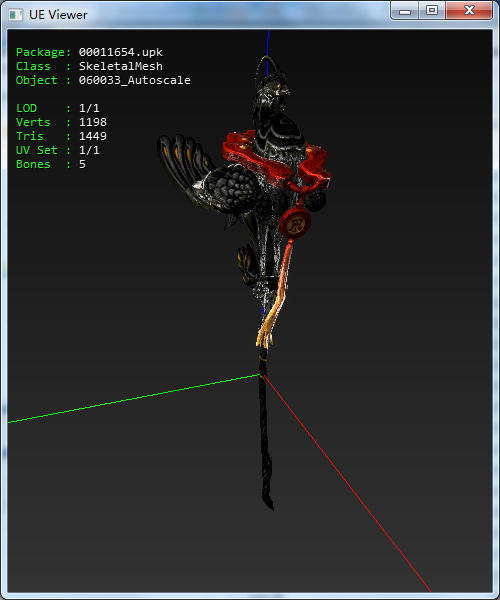 UE Viewer
Package: 00011654.upk
Class : SkeletalMesh
Object : 060033_Autoscale
LOD : 1/1
Verts : 1198
Tris : 1449
UV Set : 1/1
Bones : 5